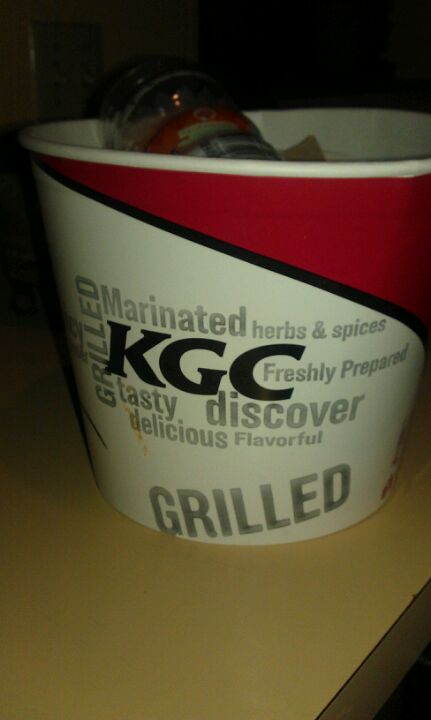 GRILLED
Marinated herbs & spices
KGC Freshly Prepared
tasty discover
delicious Flavorful
GRILLED